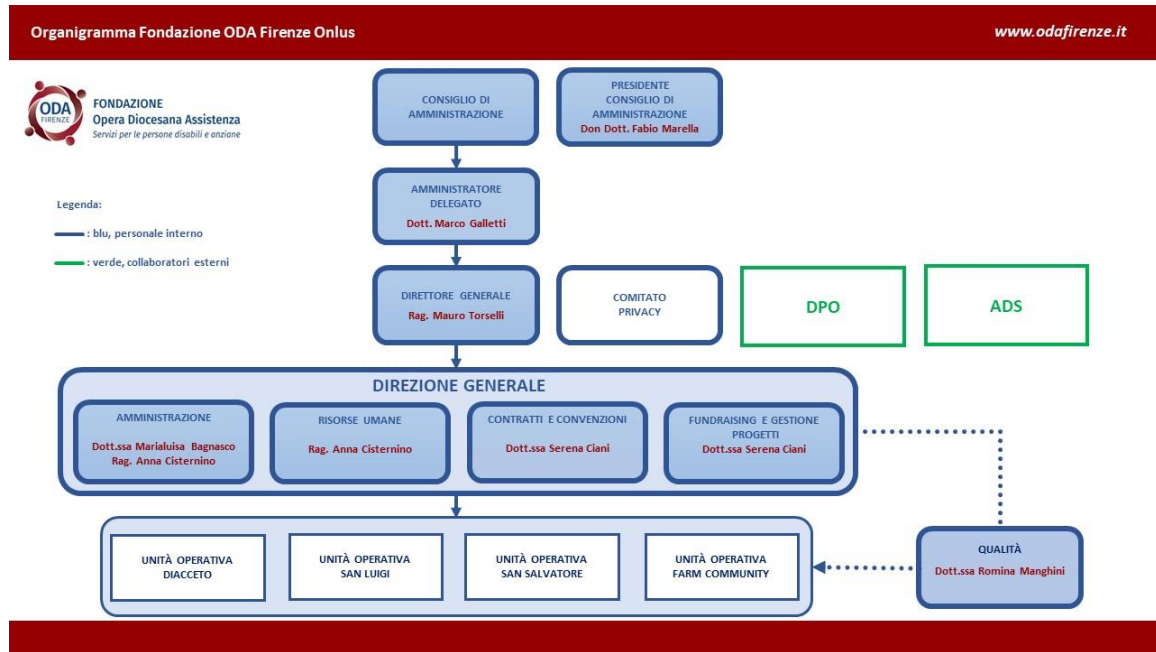 Organigramma Fondazione ODA Firenze Onlus
www.odafirenze.it
ODA
FIRENZE
FONDAZIONE
Opera Diocesana Assistenza
Servizi per le persone disabili e anziane
CONSIGLIO DI
AMMINISTRAZIONE
PRESIDENTE
CONSIGLIO DI
AMMINISTRAZIONE
Don Dott. Fabio Marella
AMMINISTRATORE
DELEGATO
Dott. Marco Galletti
Legenda:
: blu, personale interno
: verde, collaboratori esterni
DIRETTORE GENERALE
Rag. Mauro Torselli
COMITATO
PRIVACY
DPO
ADS
DIREZIONE GENERALE
AMMINISTRAZIONE
Dott.ssa Marialuisa Bagnasco
Rag. Anna Cisternino
RISORSE UMANE
Rag. Anna Cisternino
CONTRATTI E CONVENZIONI
Dott.ssa Serena Ciani
FUNDRAISING E GESTIONE
PROGETTI
Dott.ssa Serena Ciani
UNITÀ OPERATIVA
DIACCETO
UNITÀ OPERATIVA
SAN LUIGI
UNITÀ OPERATIVA
SAN SALVATORE
UNITÀ OPERATIVA
FARM COMMUNITY
QUALITÀ
Dott.ssa Romina Manghini